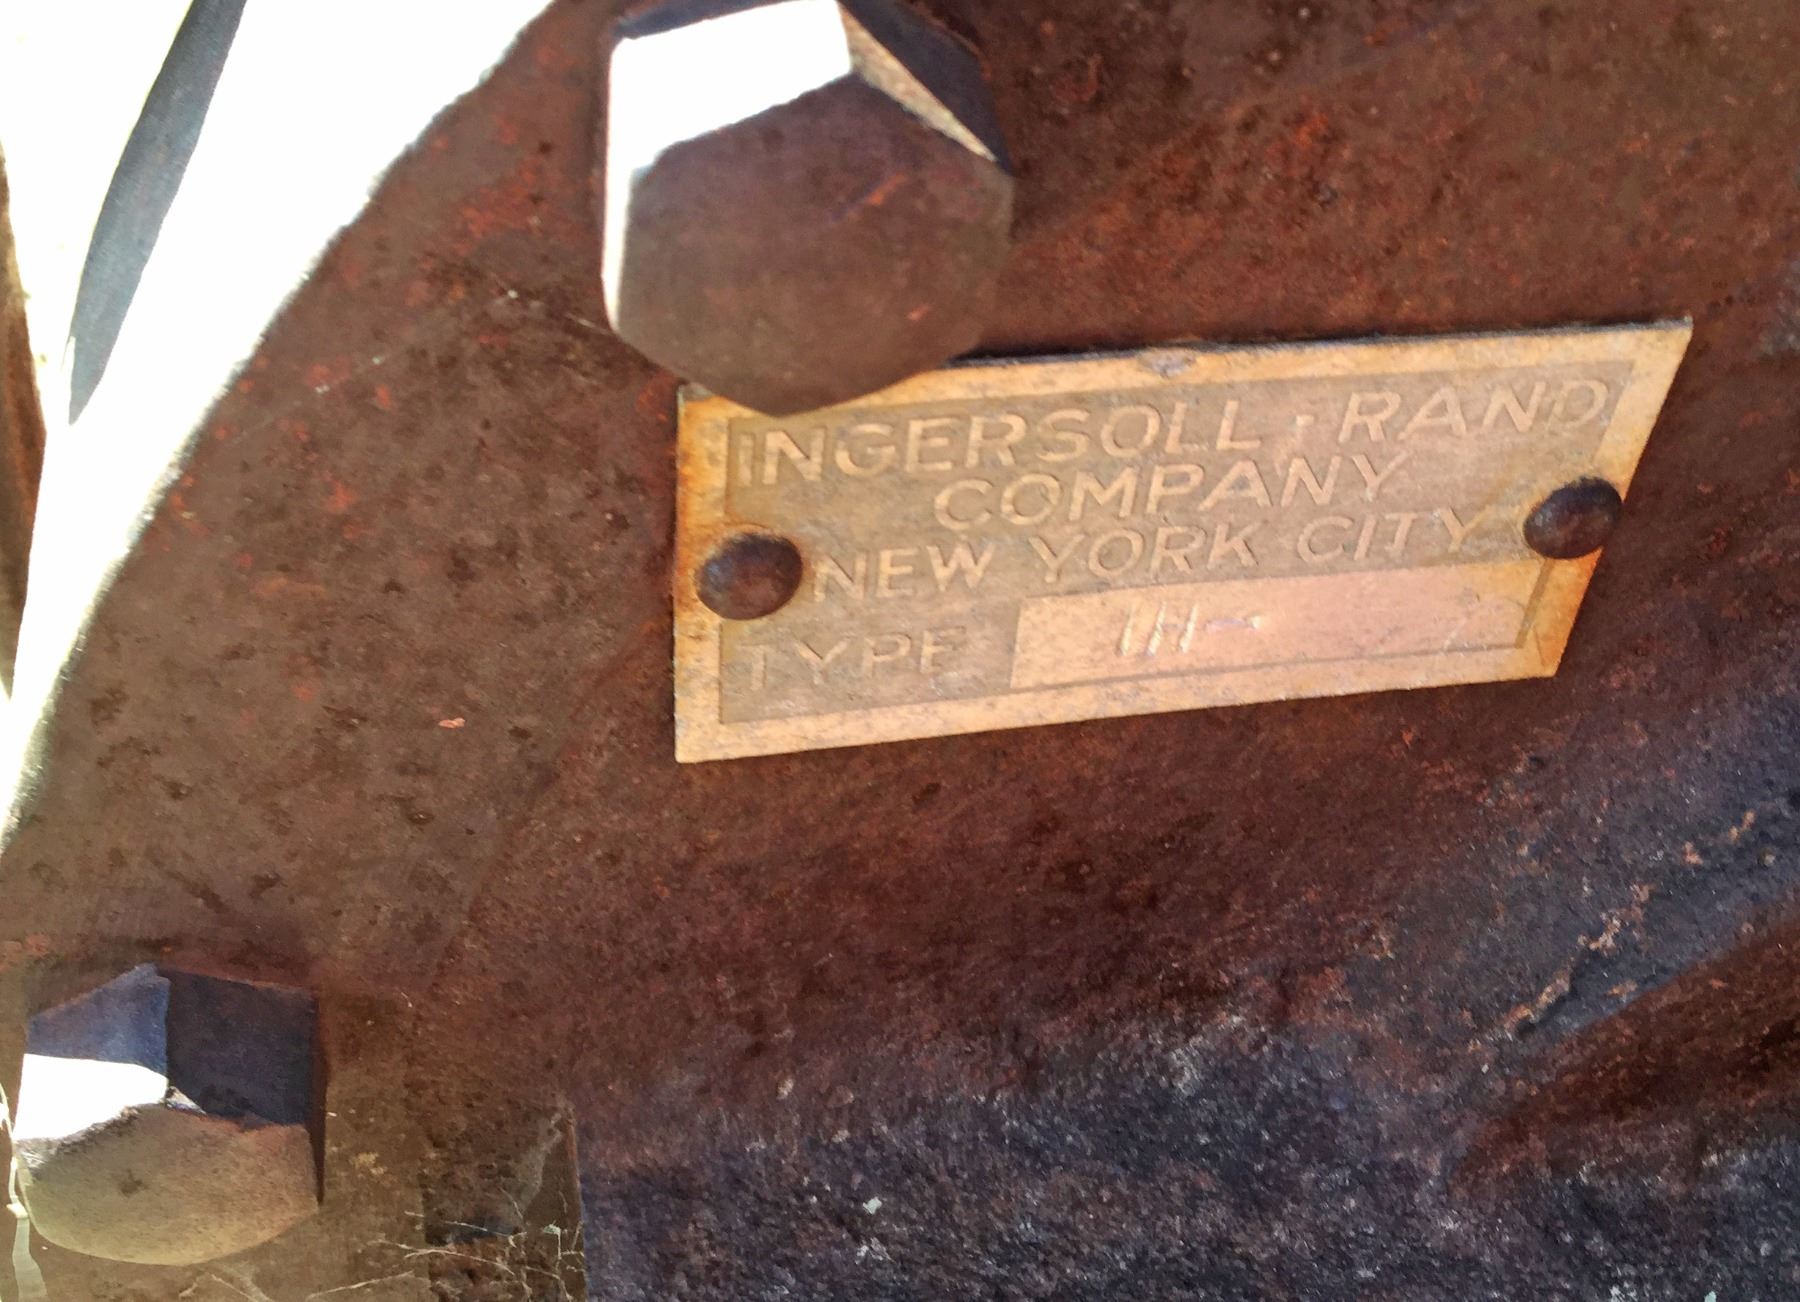 INGERSOLL·RAND
COMPANY
NEW YORK CITY
TYPE